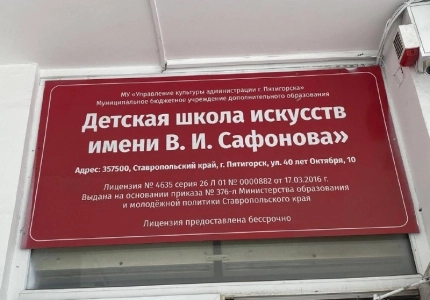 МУ «Управление культуры администрации г. Пятигорска»
Муниципальное бюджетное учреждение дополнительного образования
Детская школа искусств
имени В. И. Сафонова»
Адрес: 357500, Ставропольский край, г. Пятигорск, ул. 40 лет Октября, 10
Лицензия № 4635 серия 26 Л 01 № 0000882 от 17.03.2016 г.
Выдана на основании приказа № 376-л Министерства образования
и молодёжной политики Ставропольского края
Лицензия предоставлена бессрочно